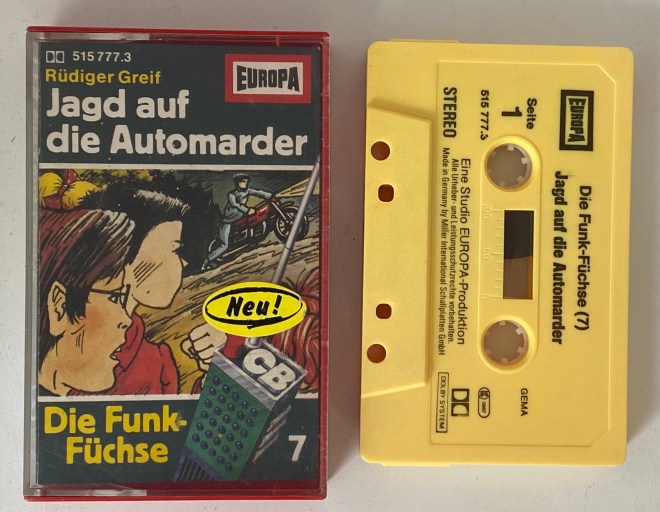 515 777.3
Rüdiger Greif
EUROPA
Jagd auf
die Automarder
Neu!
CB
Die Funk-
Füchse
7
EUROPA
Die Funk-Füchse (7)
Jagd auf die Automarder
Seite
1
515 777.3
STEREO
Eine Studio EUROPA-Produktion
Alle Urheber- und Leistungsschutzrechte vorbehalten.
Made in Germany by Miller International Schallplatten GmbH
GEMA
DOLBY SYSTEM